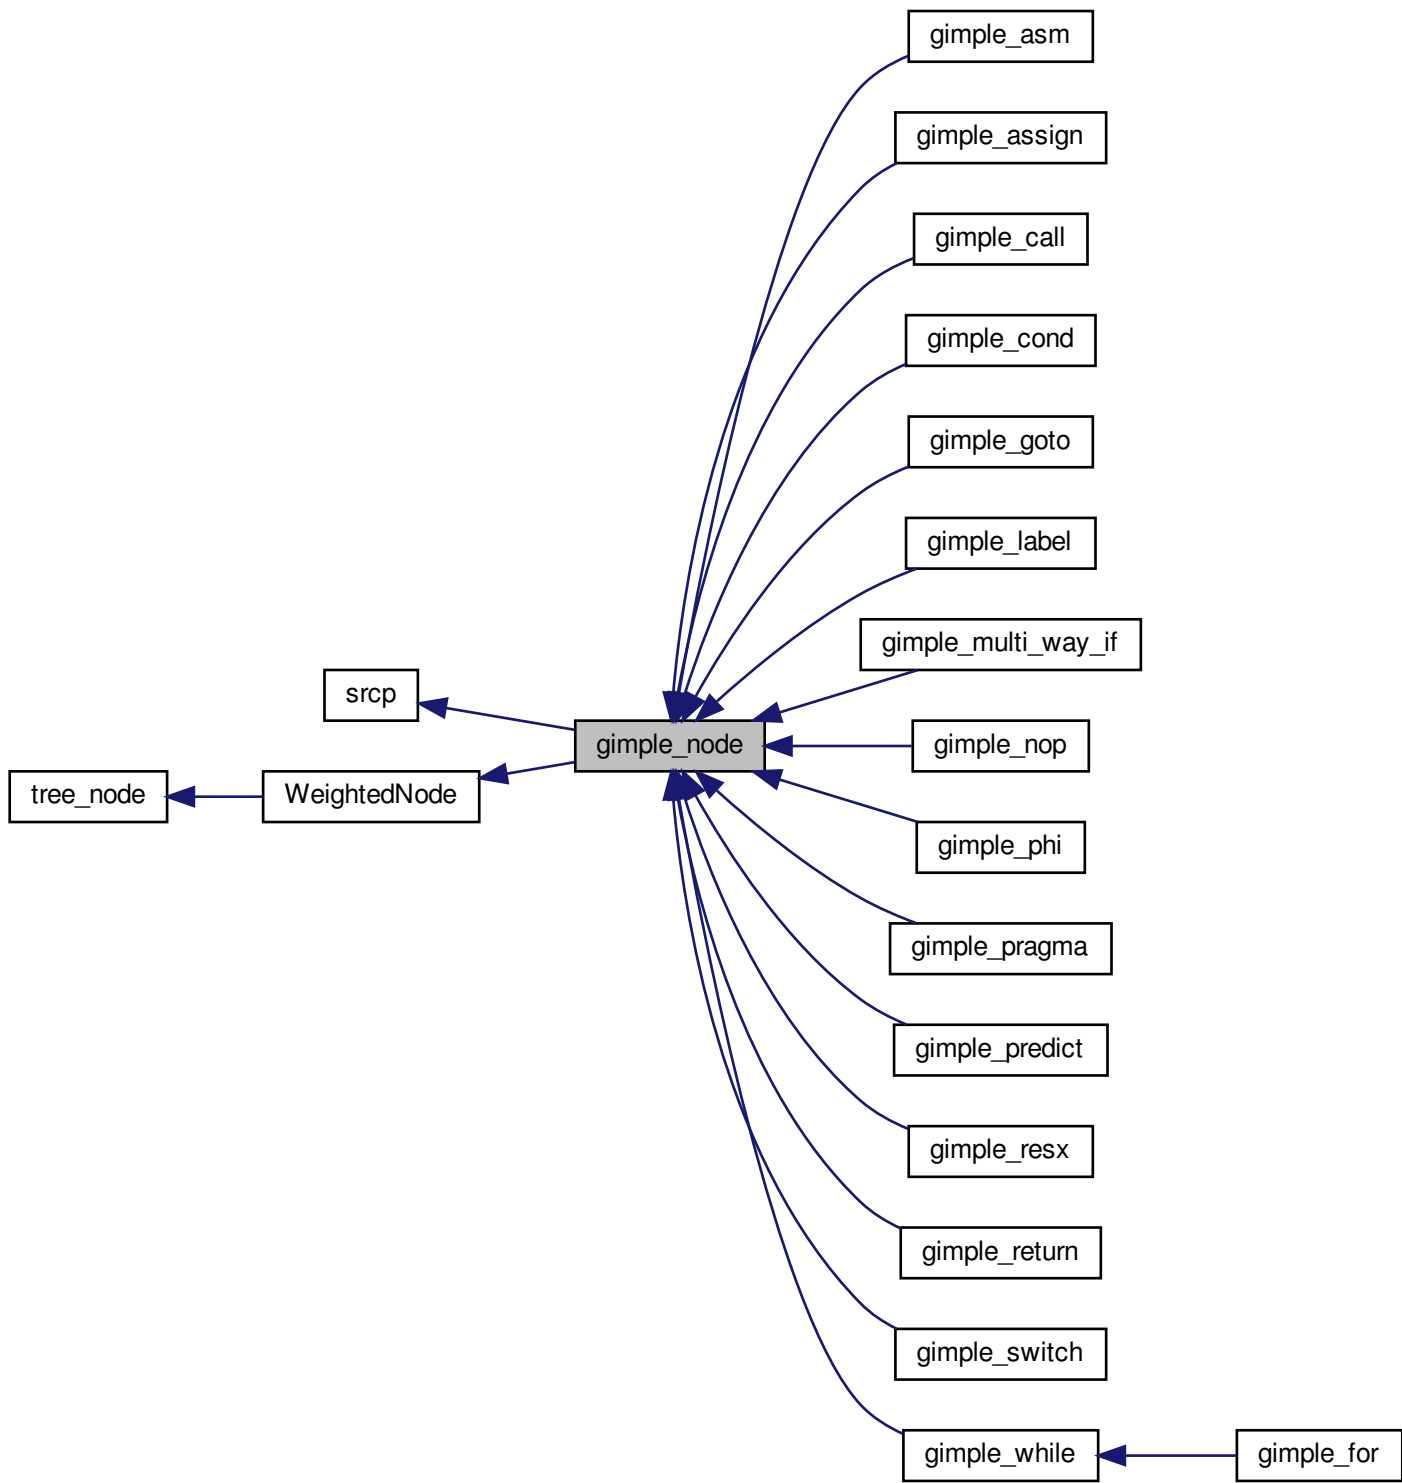 gimple_asm
gimple_assign
gimple_call
gimple_cond
gimple_goto
gimple_label
gimple_multi_way_if
srcp
gimple_node
gimple_nop
tree_node
WeightedNode
gimple_phi
gimple_pragma
gimple_predict
gimple_resx
gimple_return
gimple_switch
gimple_while
gimple_for